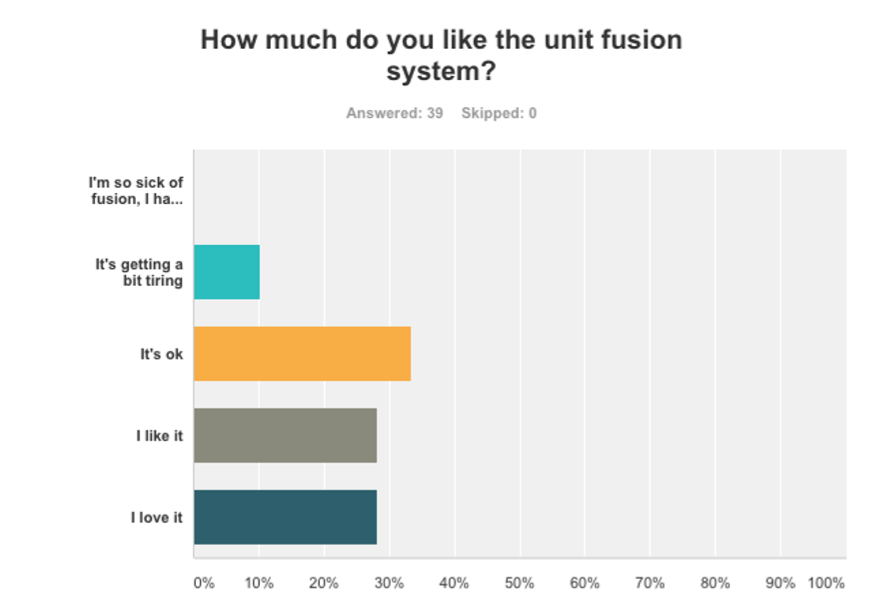 How much do you like the unit fusion
system?
Answered: 39 Skipped: 0
I'm so sick of
fusion, I ha...
It's getting a
bit tiring
It's ok
I like it
I love it
0% 10% 20% 30% 40% 50% 60% 70% 80% 90% 100%